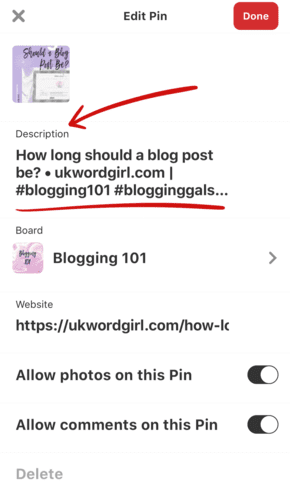 Edit Pin
Done
Should a Blog
Post Be?
Description
How long should a blog post
be? • ukwordgirl.com |
#blogging101 #blogginggals...
Board
Blogging
101
Blogging 101
Website
https://ukwordgirl.com/how-lo
Allow photos on this Pin
Allow comments on this Pin
Delete